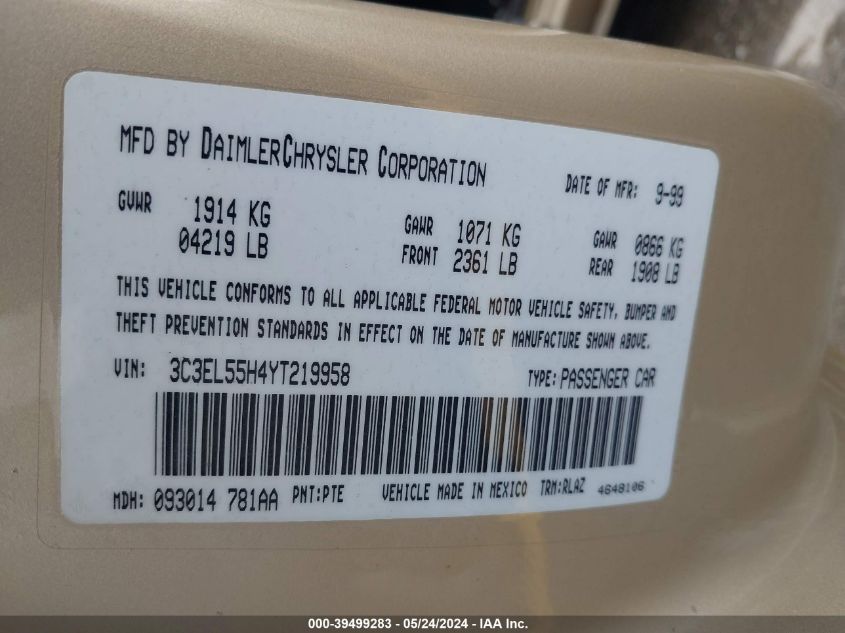 MFD BY DAIMLERCHRYSLER CORPORATION DATE OF MFR: 9-99
GVWR 1914 KG GAWR 1071 KG GAWR 0866 KG
04219 LB FRONT 2361 LB REAR 1908 LB
THIS VEHICLE CONFORMS TO ALL APPLICABLE FEDERAL MOTOR VEHICLE SAFETY, BUMPER AND
THEFT PREVENTION STANDARDS IN EFFECT ON THE DATE OF MANUFACTURE SHOWN ABOVE.
VIN: 3C3EL55H4YT219958 TYPE: PASSENGER CAR
MDH: 093014 781AA PNT:PTE VEHICLE MADE IN MEXICO TRM:RLAZ 4648106
000-39499283 - 05/24/2024 - IAA Inc.